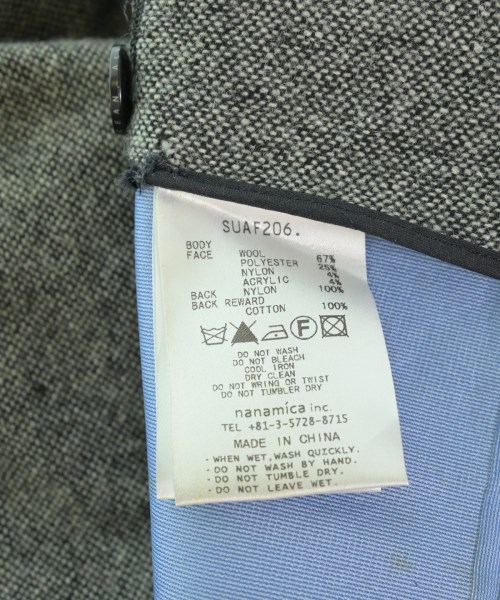 SUAF206.
BODY
FACE WOOL 67%
POLYESTER 25%
NYLON 4%
ACRYLIC 4%
BACK NYLON 100%
BACK REWARD
COTTON 100%
F
DO NOT WASH
DO NOT BLEACH
COOL IRON
DRY CLEAN
DO NOT WRING OR TWIST
DO NOT TUMBLER DRY
nanamica inc.
TEL +81-3-5728-8715
MADE IN CHINA
・WHEN WET,WASH QUICKLY.
・DO NOT WASH BY HAND.
・DO NOT TUMBLE DRY.
・DO NOT LEAVE WET.